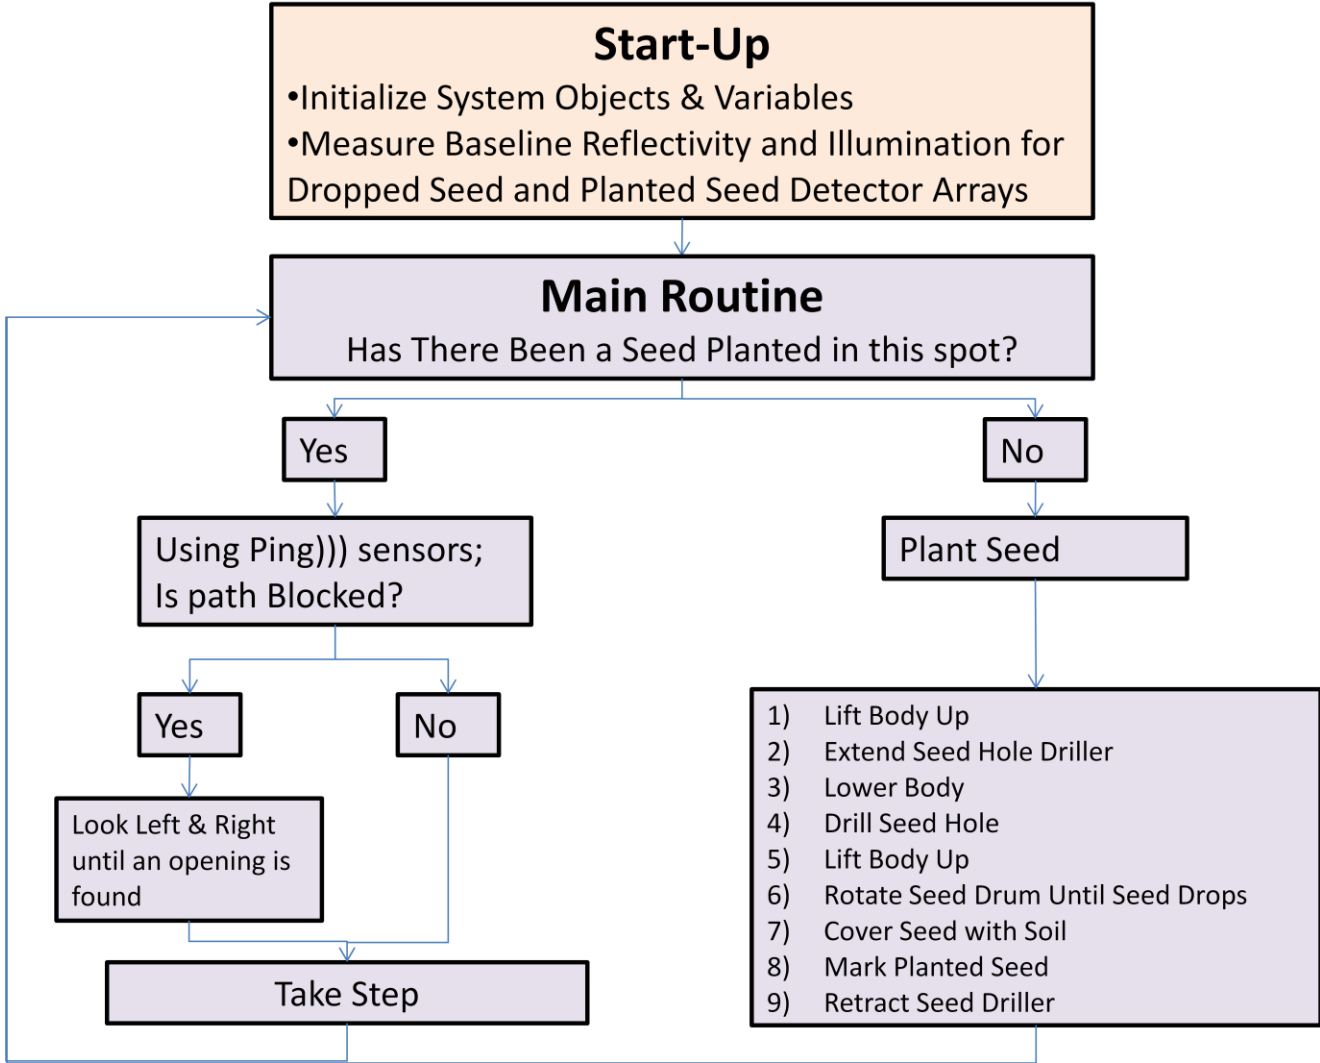 Start-Up
•Initialize System Objects & Variables
•Measure Baseline Reflectivity and Illumination for
Dropped Seed and Planted Seed Detector Arrays
Main Routine
Has There Been a Seed Planted in this spot?
Yes
No
Using Ping))) sensors;
Is path Blocked?
Plant Seed
Yes
No
Look Left & Right
until an opening is
found
Take Step
1) Lift Body Up
2) Extend Seed Hole Driller
3) Lower Body
4) Drill Seed Hole
5) Lift Body Up
6) Rotate Seed Drum Until Seed Drops
7) Cover Seed with Soil
8) Mark Planted Seed
9) Retract Seed Driller